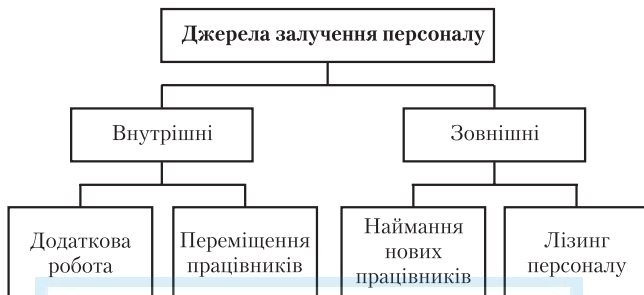 Джерела залучення персоналу
Внутрішні
Зовнішні
Додаткова
робота
Переміщення
працівників
Наймання
нових
працівників
Лізинг
персоналу